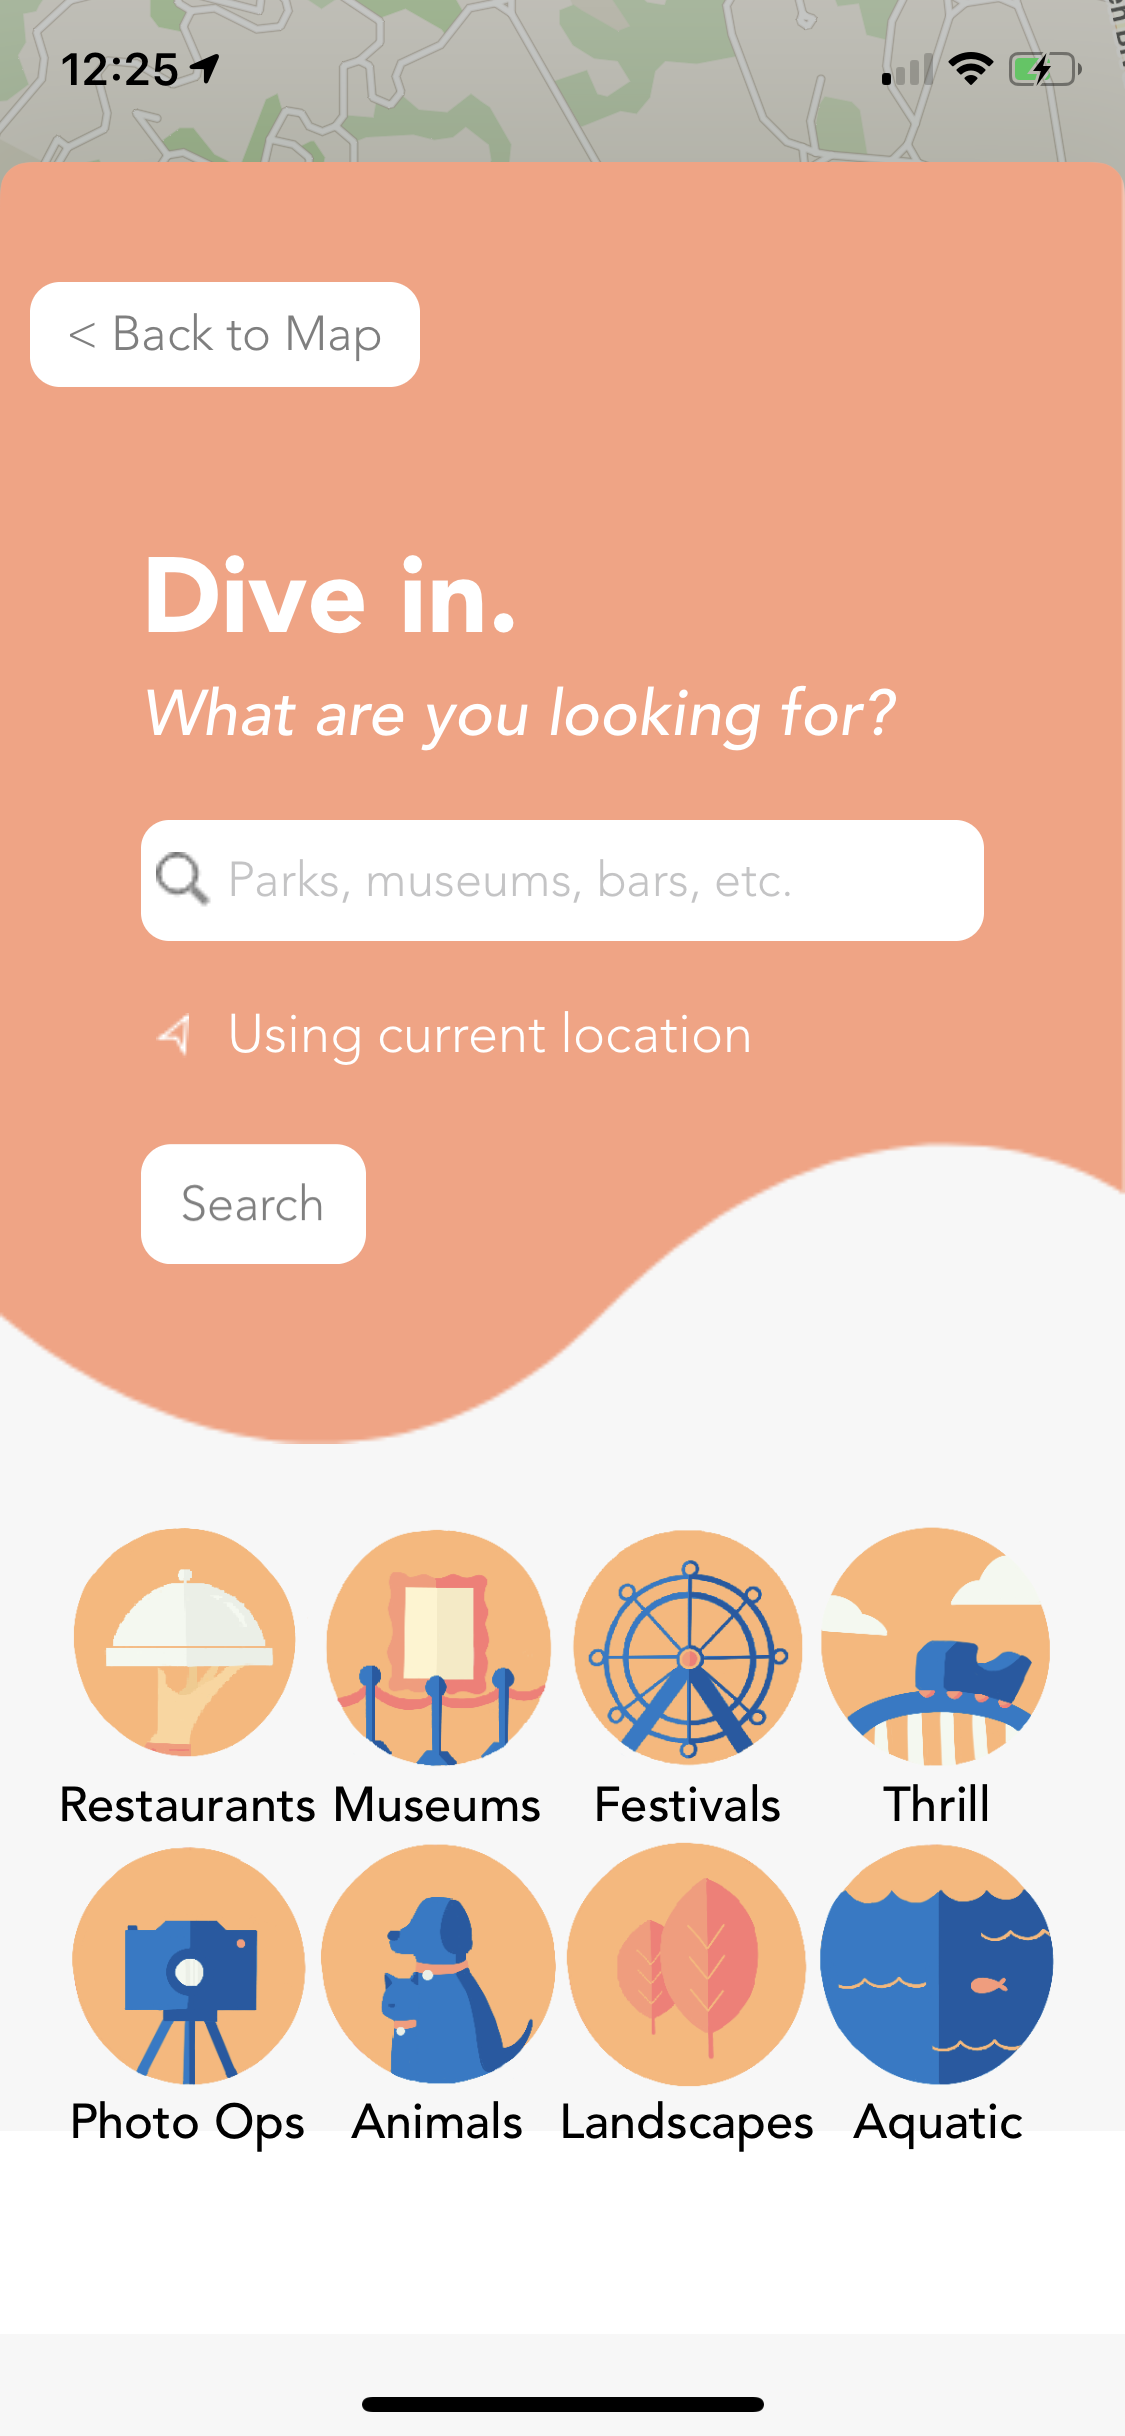 12:25
< Back to Map
Dive in.
What are you looking for?
Parks, museums, bars, etc.
Using current location
Search
Restaurants Museums Festivals Thrill
Photo Ops Animals Landscapes Aquatic